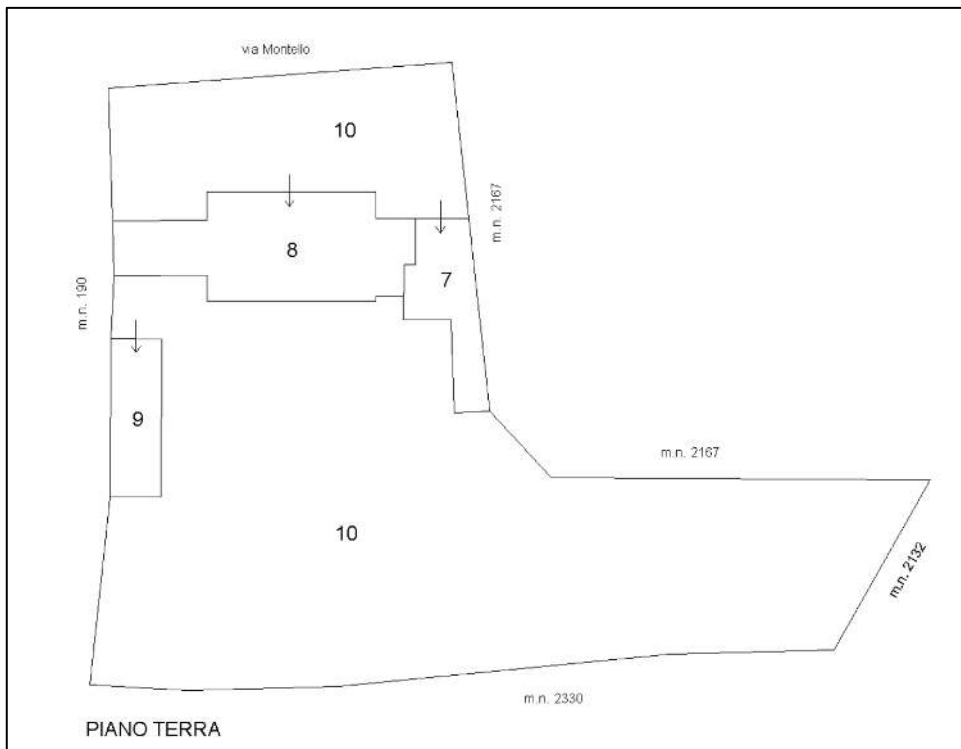 via Montello
10
m.n. 2167
8
7
m.n. 190
9
m.n. 2167
10
m.n. 2132
m.n. 2330
PIANO TERRA